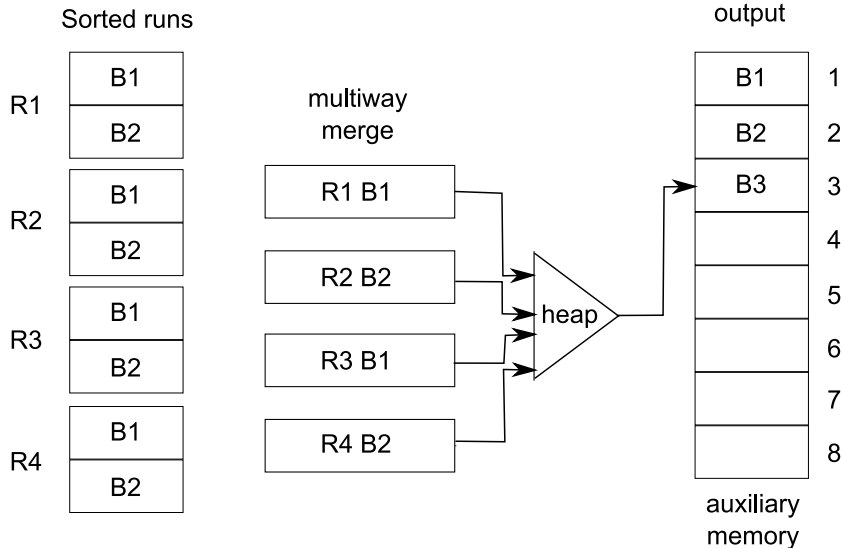 Sorted runs
R1
B1
B2
R2
B1
B2
R3
B1
B2
R4
B1
B2
multiway
merge
R1 B1
R2 B2
R3 B1
R4 B2
heap
output
B1 1
B2 2
B3 3
4
5
6
7
8
auxiliary
memory